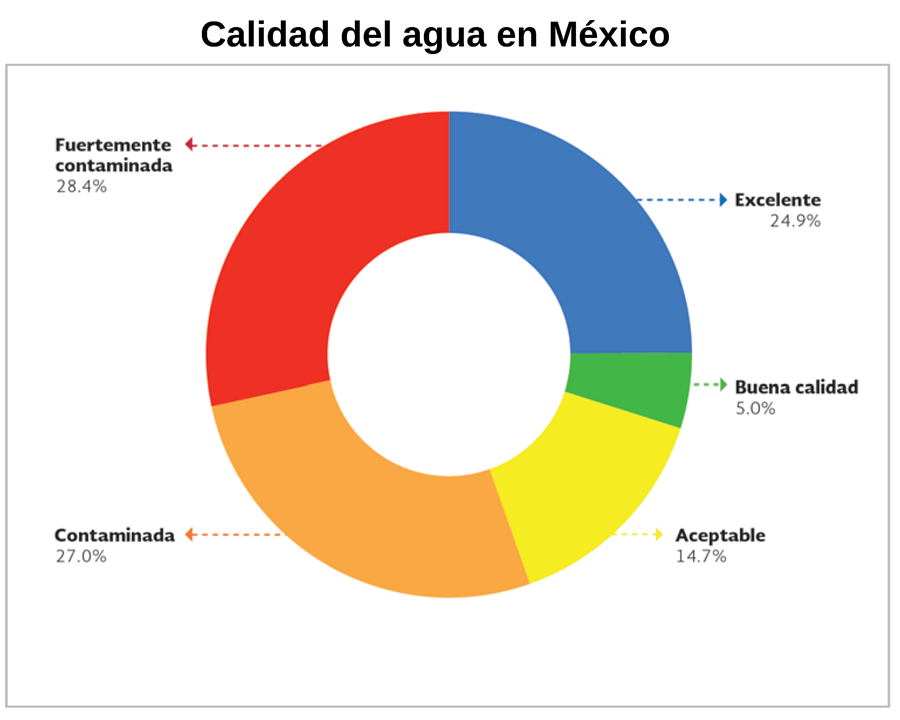 Calidad del agua en México
Fuertemente
contaminada
28.4%
Excelente
24.9%
Buena calidad
5.0%
Contaminada
27.0%
Aceptable
14.7%